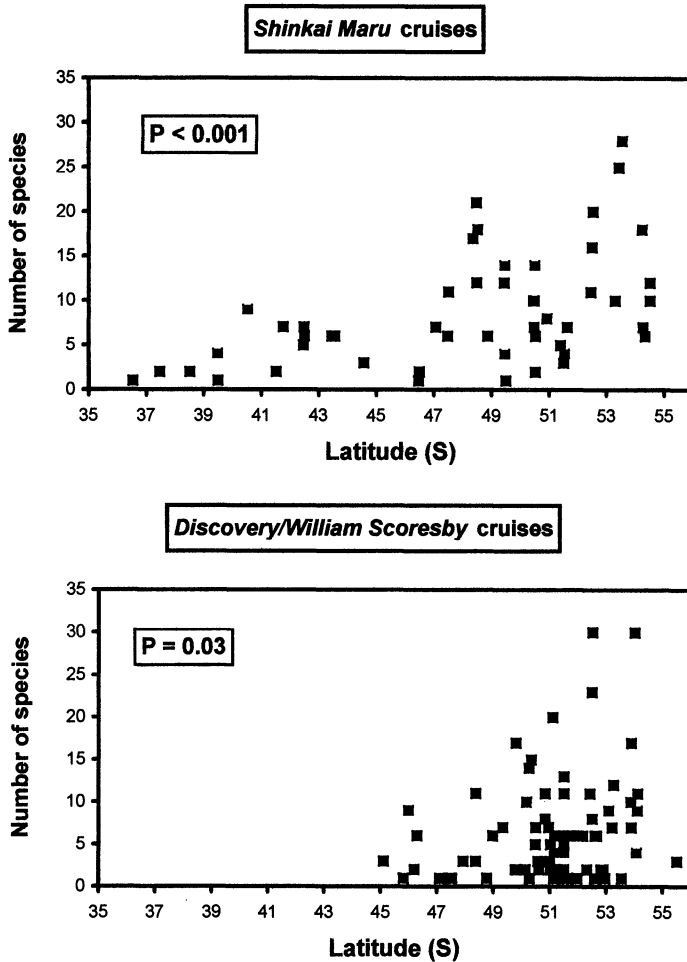 Shinkai Maru cruises
35
30
25
20
15
10
5
0
Number of species
P < 0.001
35 37 39 41 43 45 47 49 51 53 55
Latitude (S)
Discovery/William Scoresby cruises
35
30
25
20
15
10
5
0
Number of species
P = 0.03
35 37 39 41 43 45 47 49 51 53 55
Latitude (S)